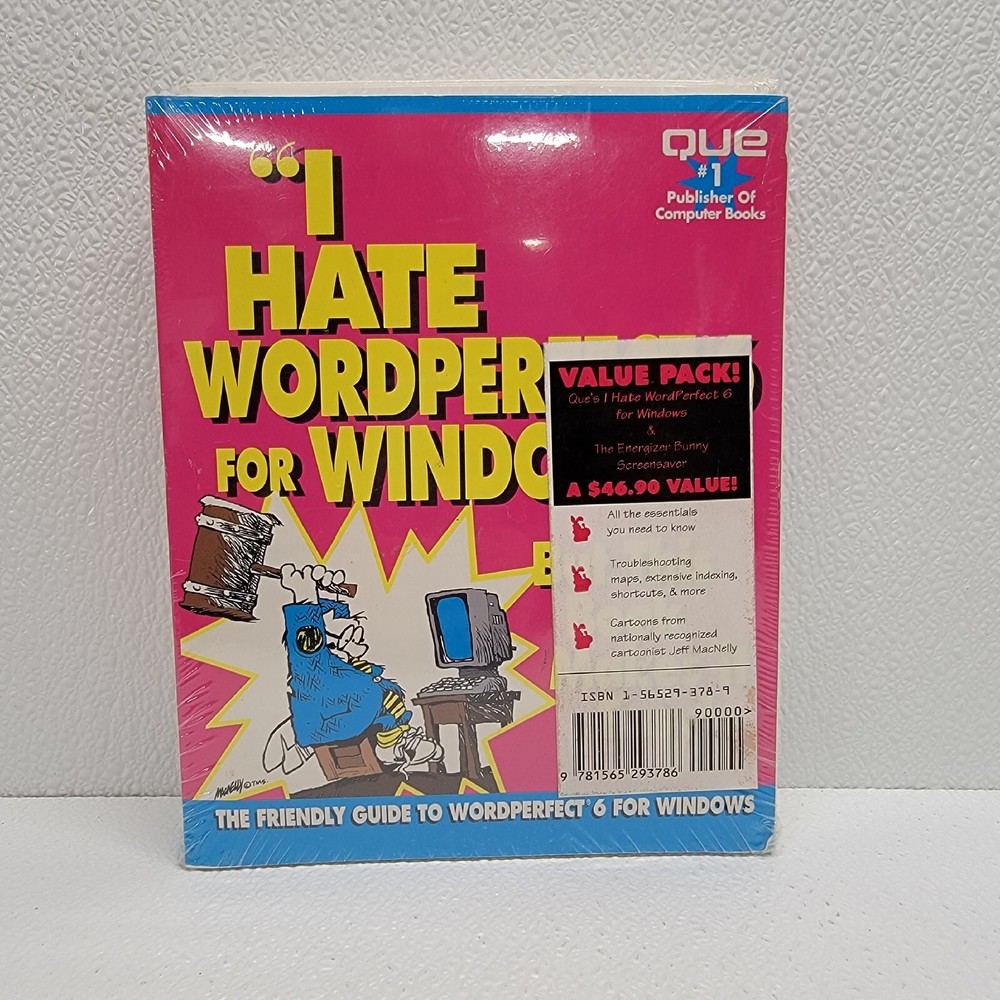 Que
#1
Publisher Of
Computer Books
"I
HATE
WORDPER
FOR WINDO
VALUE PACK!
Que's I Hate WordPerfect 6
for Windows
&
The Energizer Bunny
Screensaver
A $46.90 VALUE!
All the essentials
you need to know
Troubleshooting
maps, extensive indexing,
shortcuts, & more
Cartoons from
nationally recognized
cartoonist Jeff MacNelly
ISBN 1-56529-378-9
90000>
9 781565 293786
MACNELLY ©TMS.
THE FRIENDLY GUIDE TO WORDPERFECT® 6 FOR WINDOWS